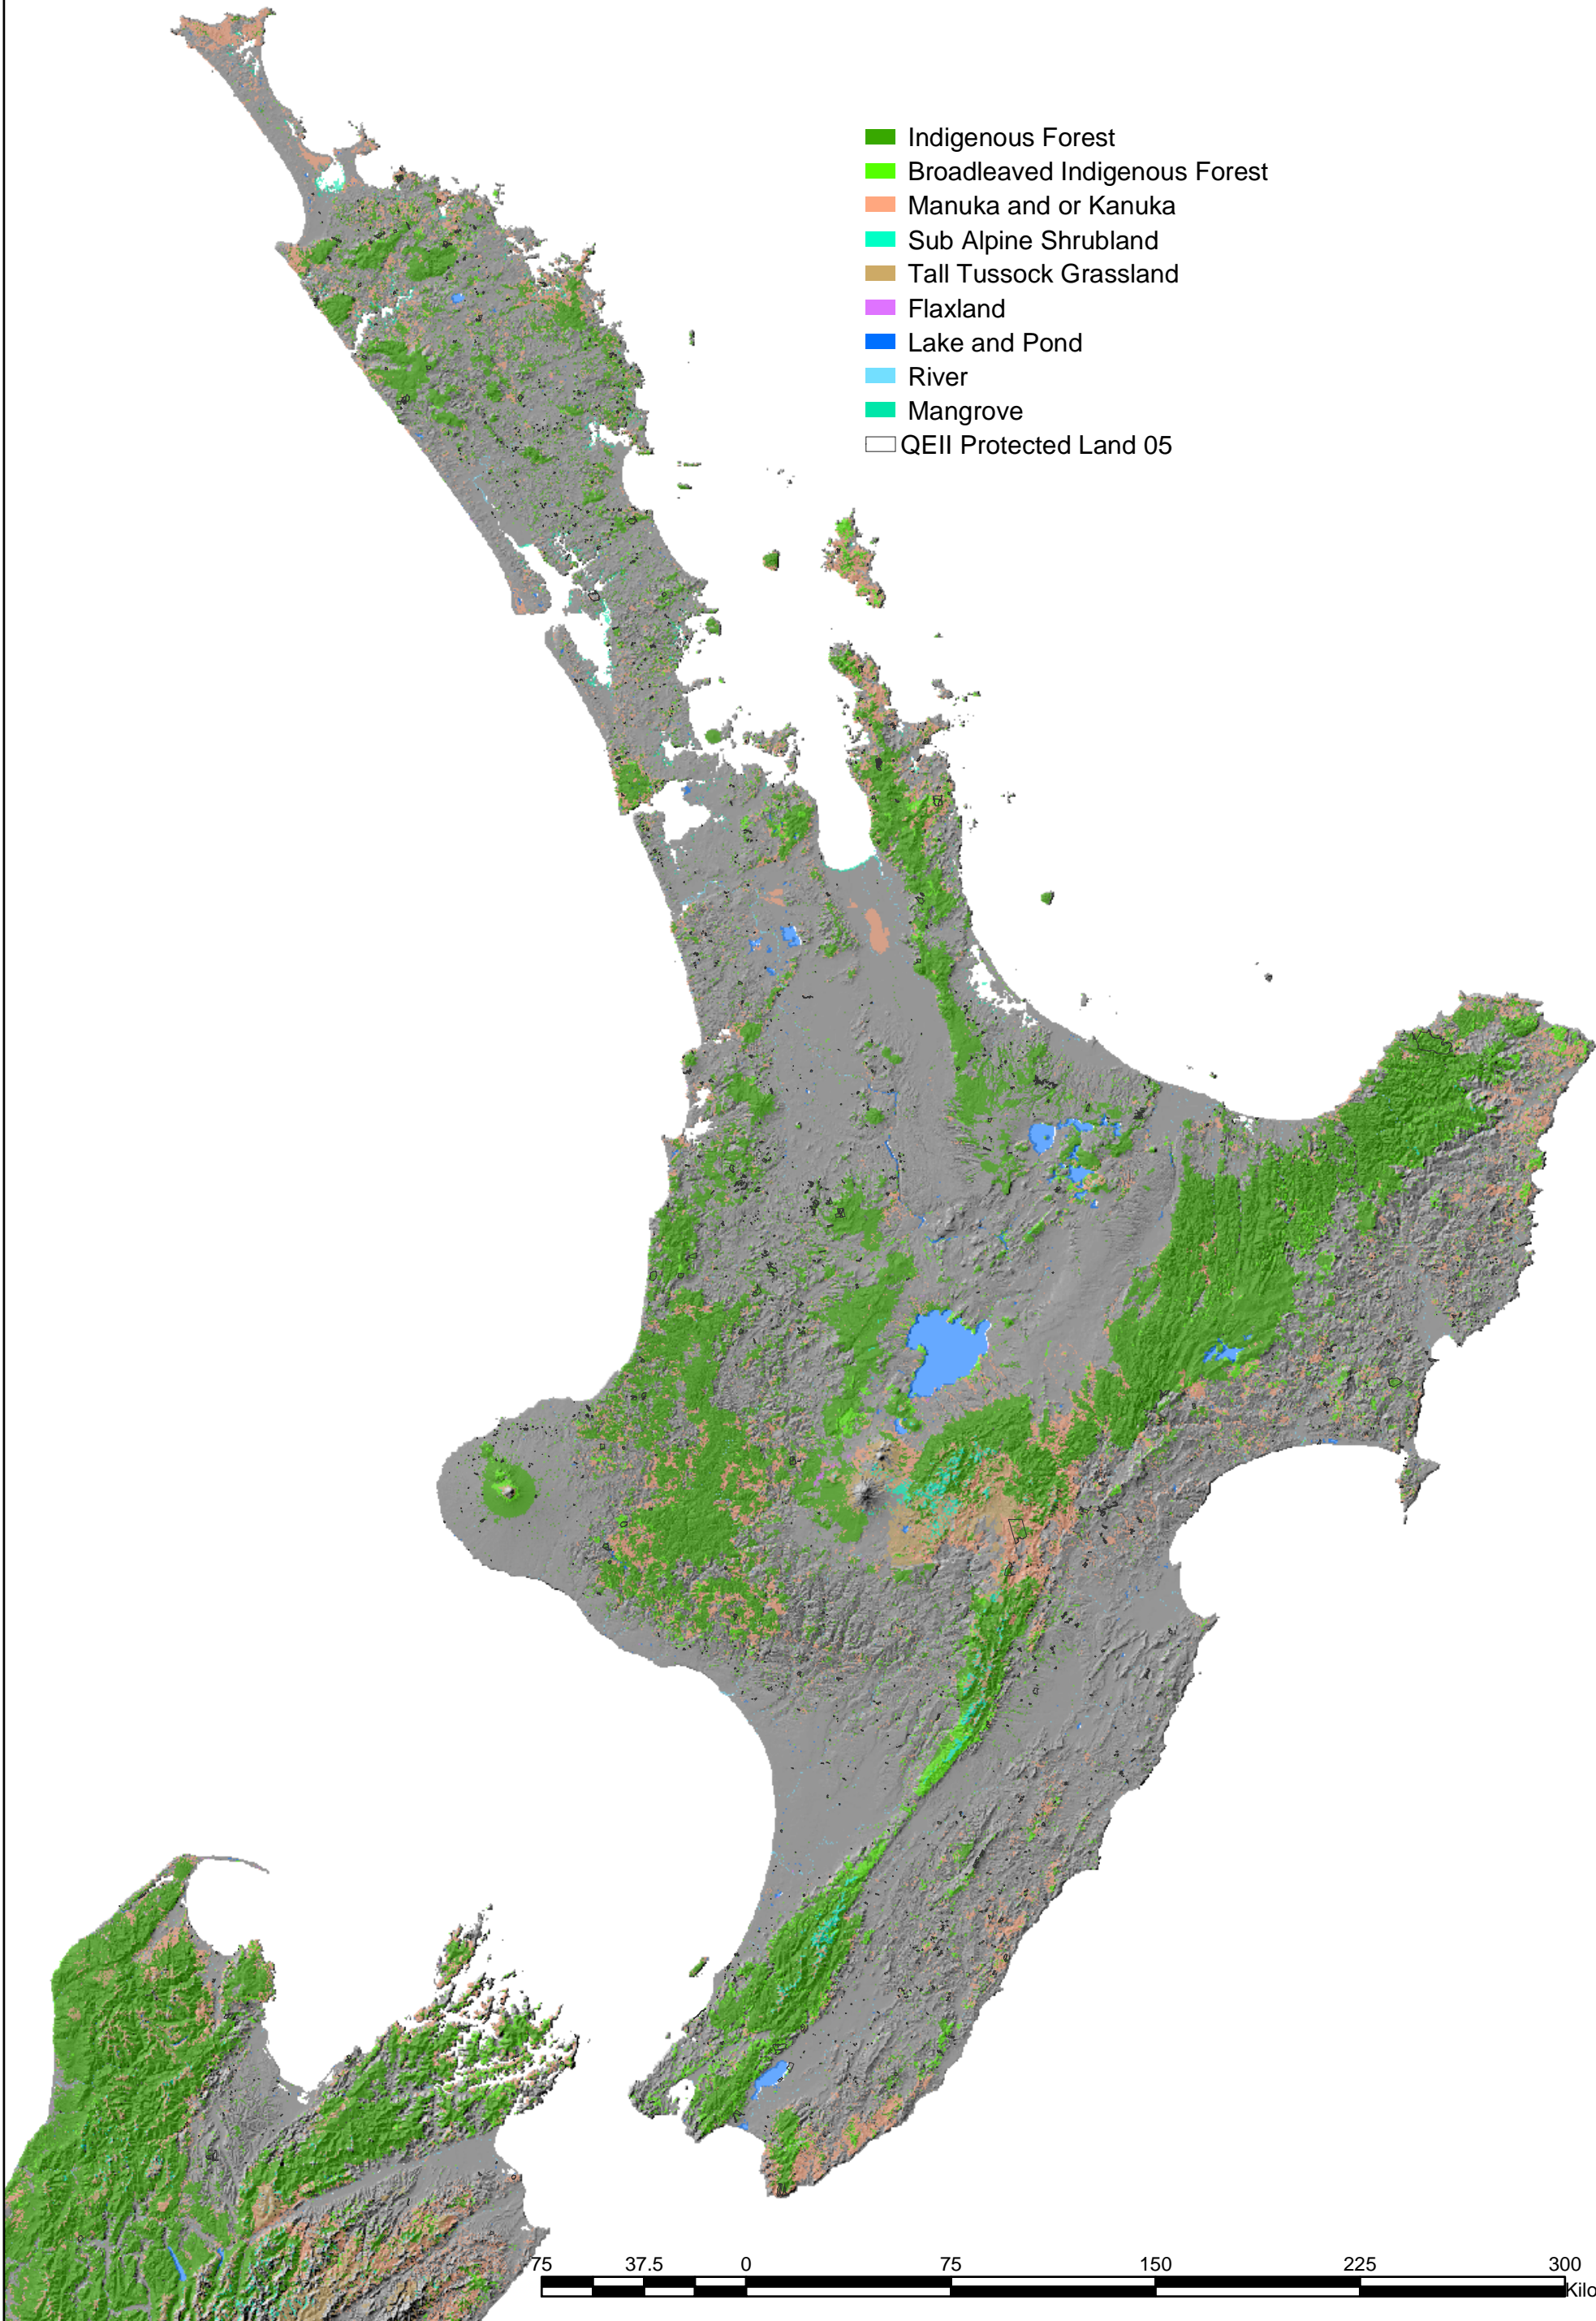 Indigenous Forest
Broadleaved Indigenous Forest
Manuka and or Kanuka
Sub Alpine Shrubland
Tall Tussock Grassland
Flaxland
Lake and Pond
River
Mangrove
QEII Protected Land 05
75 37.5 0 75 150 225 300
Kilo